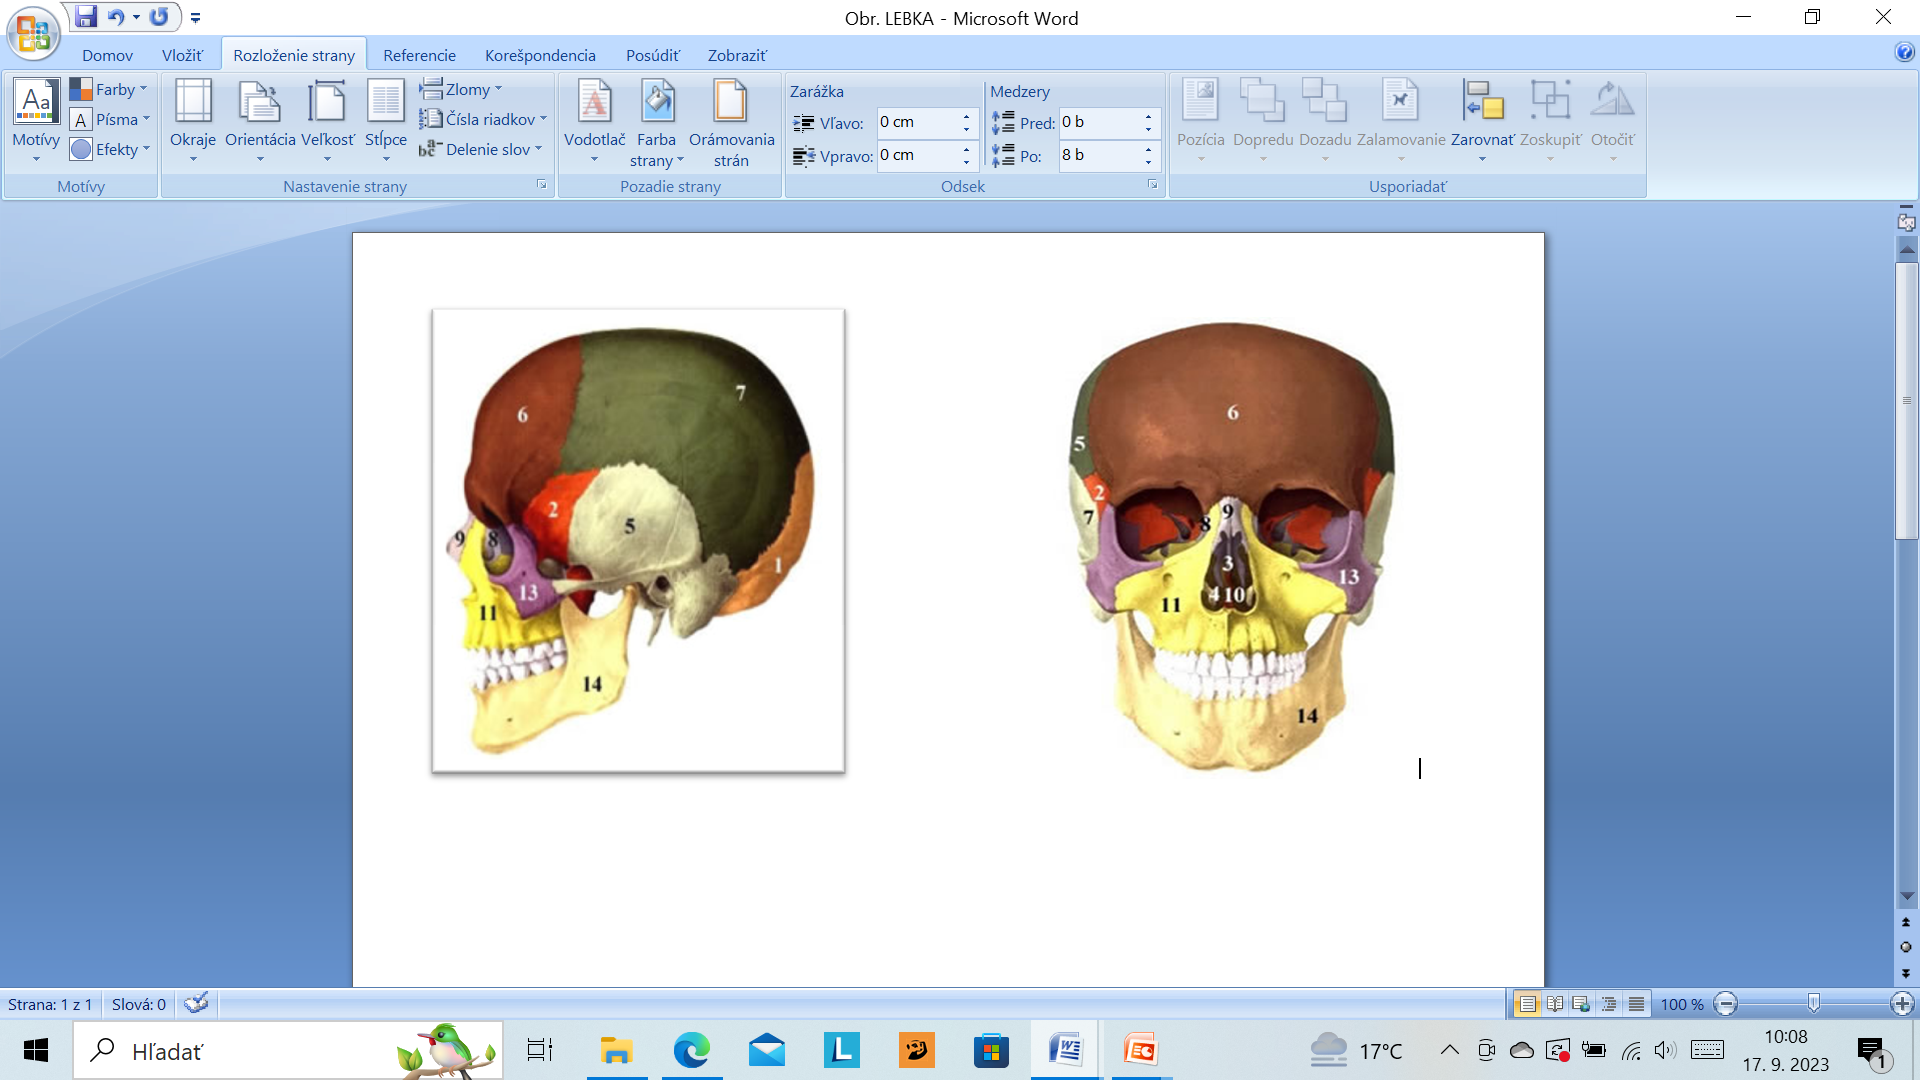 Obr. LEBKA - Microsoft Word
Domov Vložiť Rozloženie strany Referencie Korešpondencia Posúdiť Zobraziť
Aa Motívy
Farby
A Písma
Efekty
Motívy
Okraje Orientácia Veľkosť Stĺpce
Zlomy
Čísla riadkov
Delenie slov
Nastavenie strany
Vodotlač Farba strany Orámovania strán
Pozadie strany
Zarážka
Vľavo: 0 cm
Vpravo: 0 cm
Medzery
Pred: 0 b
Po: 8 b
Odsek
Pozícia Dopredu Dozadu Zalamovanie Zarovnať Zoskupiť Otočiť
Usporiadať
7
6
2
5
9 8
1
13
11
14
6
5
2
7
8
9
3
13
4 10
11
14
Strana: 1 z 1 Slová: 0
100 %
Hľadať
17°C
10:08
17. 9. 2023
1